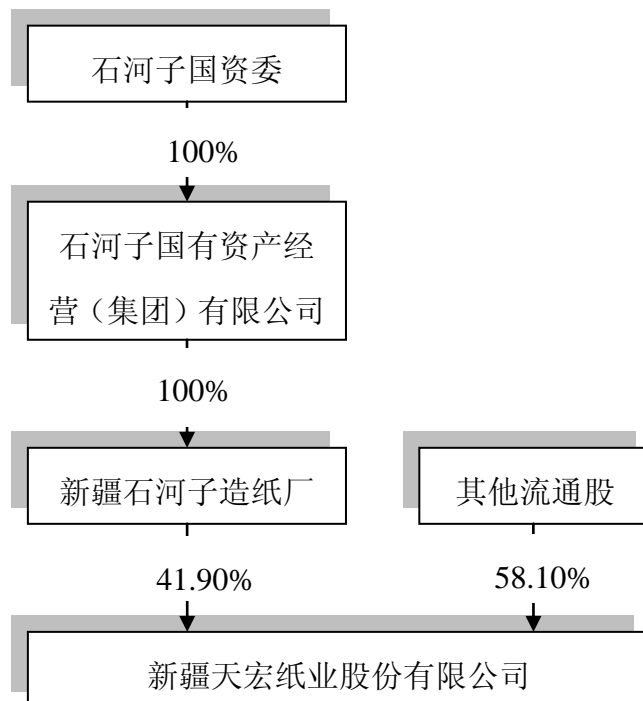 石河子国资委
100%
石河子国有资产经
营（集团）有限公司
100%
新疆石河子造纸厂
其他流通股
41.90%
58.10%
新疆天宏纸业股份有限公司